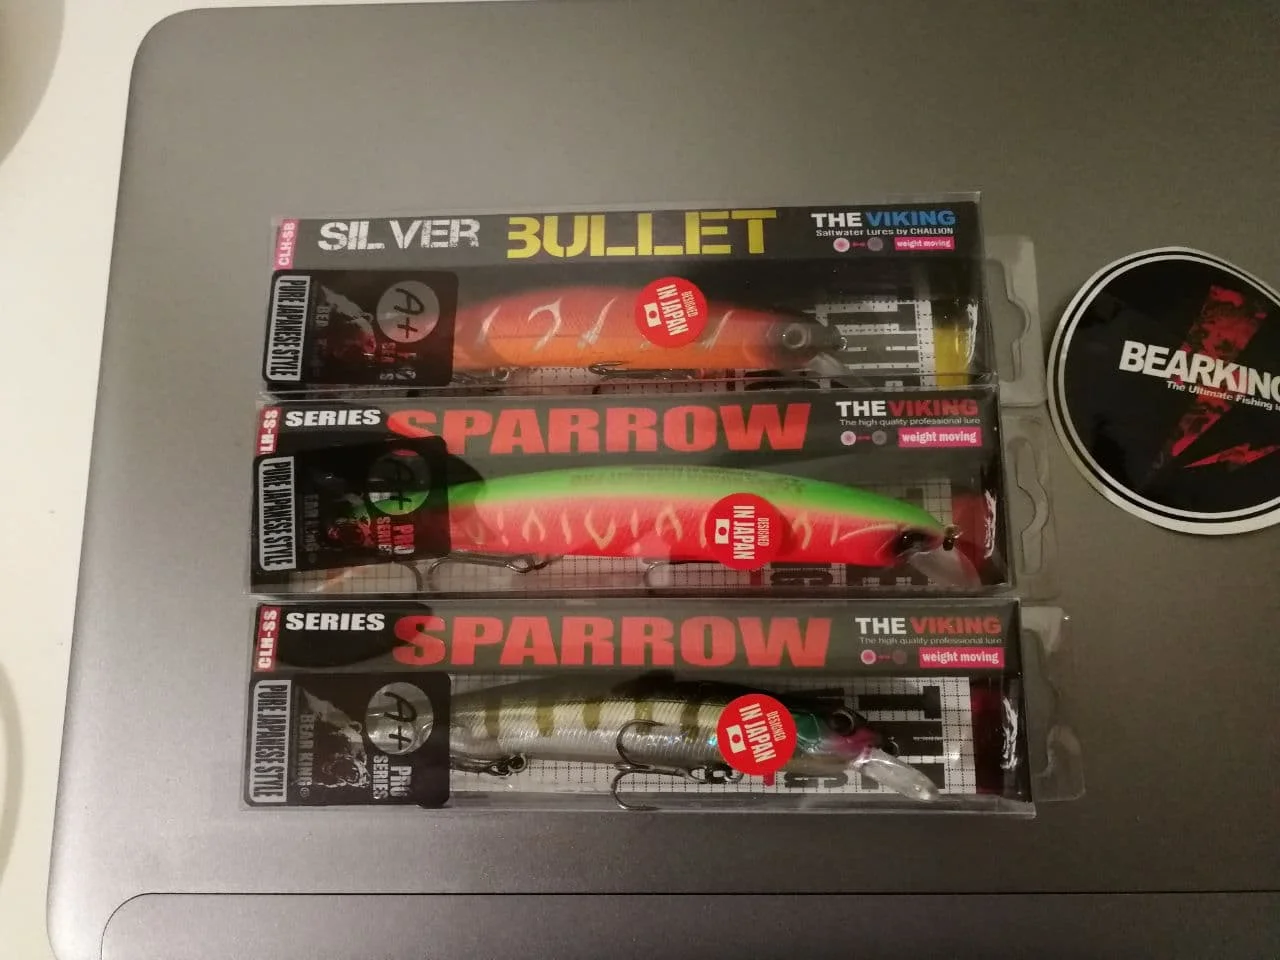 CLH-SB
SILVER BULLET
THE VIKING
Saltwater Lures by CHALLION
weight moving
PURE JAPANESE STYLE
A+
DESIGNED
IN JAPAN
LH-SS
SERIES
SPARROW
THE VIKING
The high quality professional lure
weight moving
PURE JAPANESE STYLE
A+
PRO
DESIGNED
IN JAPAN
CLH-SS
SERIES
SPARROW
THE VIKING
The high quality professional lure
weight moving
PURE JAPANESE STYLE
A+
BEAR KING®
PRO
SERIES
DESIGNED
IN JAPAN
BEARKING
The Ultimate Fishing